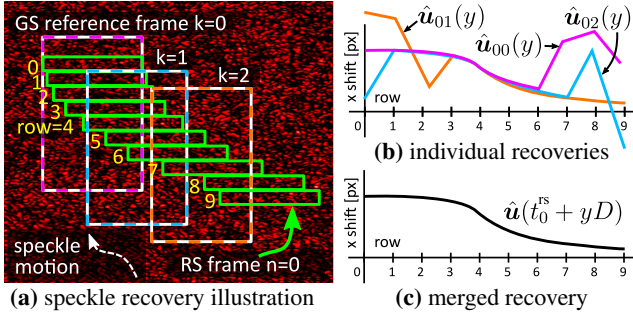 GS reference frame k=0
k=1
k=2
0
1
2
3
row=4
5
6
7
8
9
speckle
motion
RS frame n=0
(a) speckle recovery illustration
x shift [px]
û₀₁(y)
û₀₀(y)
û₀₂(y)
row
0 1 2 3 4 5 6 7 8 9
(b) individual recoveries
x shift [px]
û(t₀ʳˢ + yD)
row
0 1 2 3 4 5 6 7 8 9
(c) merged recovery